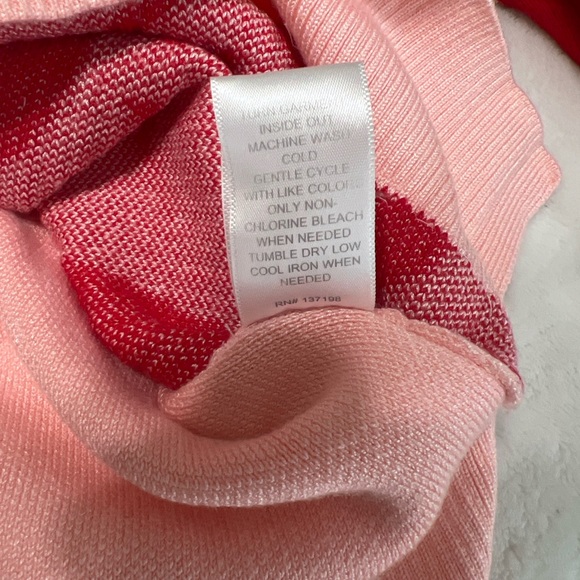 TURN GARMENT
INSIDE OUT
MACHINE WASH
COLD
GENTLE CYCLE
WITH LIKE COLORS
ONLY NON-
CHLORINE BLEACH
WHEN NEEDED
TUMBLE DRY LOW
COOL IRON WHEN
NEEDED
RN# 137198